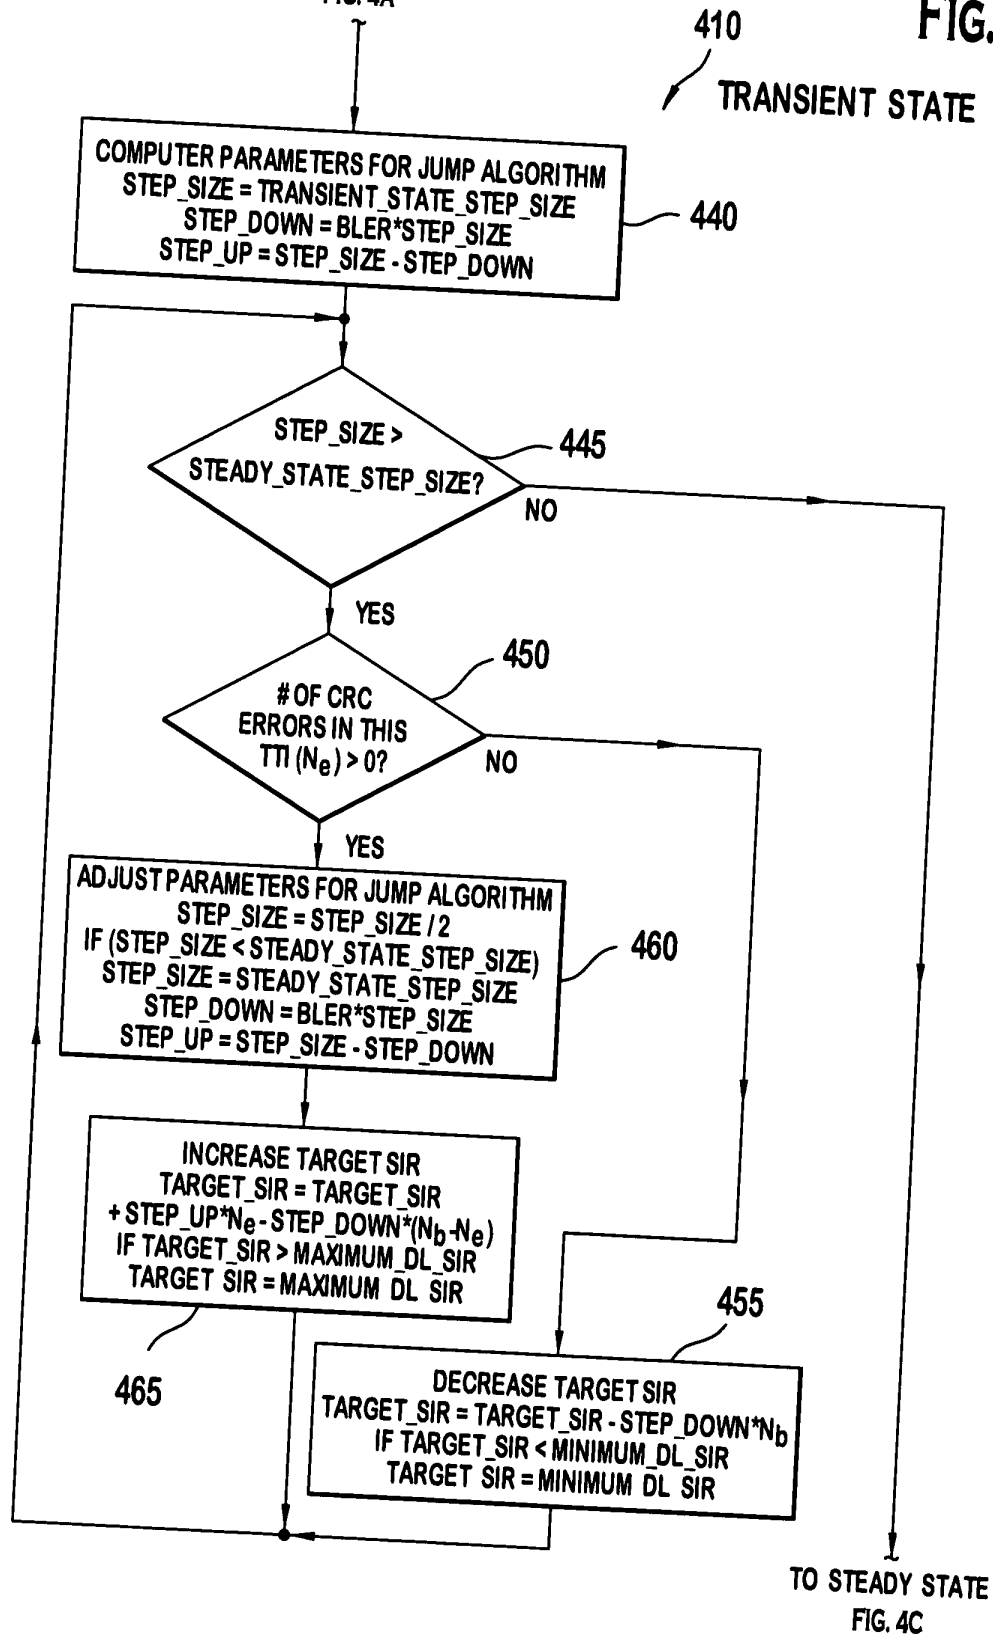 FIG. 4A
FIG.
410
TRANSIENT STATE
COMPUTER PARAMETERS FOR JUMP ALGORITHM
STEP_SIZE = TRANSIENT_STATE_STEP_SIZE
STEP_DOWN = BLER*STEP_SIZE
STEP_UP = STEP_SIZE - STEP_DOWN
440
STEP_SIZE >
STEADY_STATE_STEP_SIZE?
445
NO
YES
450
# OF CRC
ERRORS IN THIS
TTI (Ne) > 0?
NO
YES
ADJUST PARAMETERS FOR JUMP ALGORITHM
STEP_SIZE = STEP_SIZE / 2
IF (STEP_SIZE < STEADY_STATE_STEP_SIZE)
STEP_SIZE = STEADY_STATE_STEP_SIZE
STEP_DOWN = BLER*STEP_SIZE
STEP_UP = STEP_SIZE - STEP_DOWN
460
INCREASE TARGET SIR
TARGET_SIR = TARGET_SIR
+ STEP_UP*Ne - STEP_DOWN*(Nb-Ne)
IF TARGET_SIR > MAXIMUM_DL_SIR
TARGET SIR = MAXIMUM DL SIR
465
455
DECREASE TARGET SIR
TARGET_SIR = TARGET_SIR - STEP_DOWN*Nb
IF TARGET_SIR < MINIMUM_DL_SIR
TARGET SIR = MINIMUM DL SIR
TO STEADY STATE
FIG. 4C